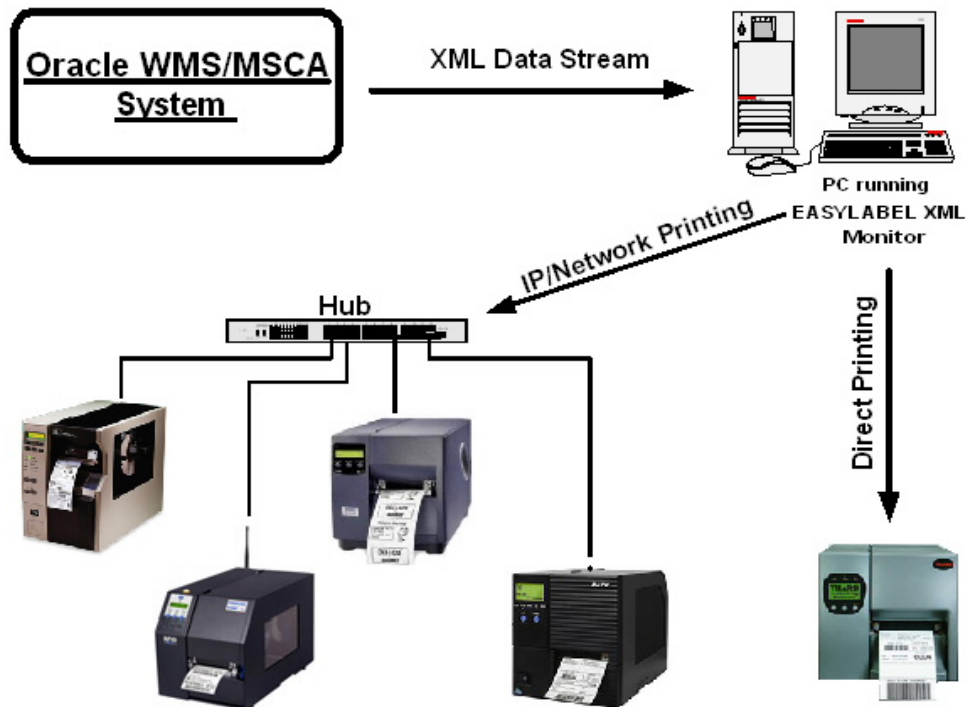 Oracle WMS/MSCA
System
XML Data Stream
PC running
EASYLABEL XML
Monitor
IP/Network Printing
Hub
Direct Printing